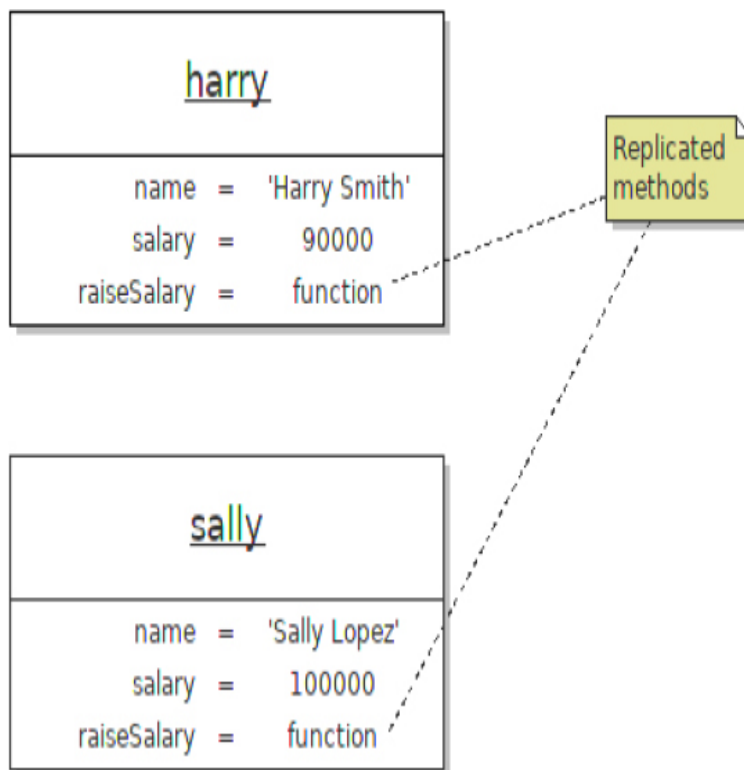 harry
name = 'Harry Smith'
salary = 90000
raiseSalary = function
Replicated
methods
sally
name = 'Sally Lopez'
salary = 100000
raiseSalary = function